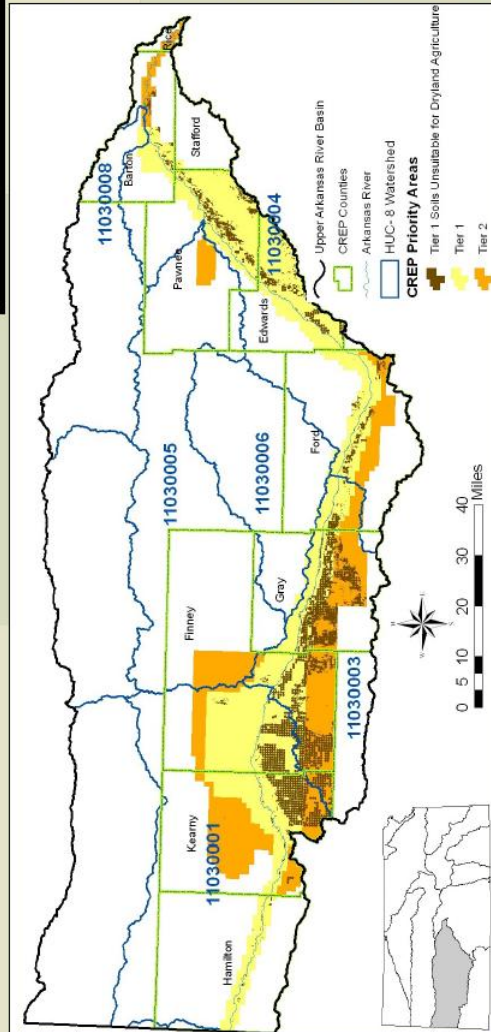 Hamilton
Kearny
Finney
Gray
Ford
Edwards
Pawnee
Barton
Stafford
Rice
11030001
11030003
11030005
11030006
11030004
11030008
Upper Arkansas River Basin
CREP Counties
Arkansas River
HUC- 8 Watershed
CREP Priority Areas
Tier 1 Soils Unsuitable for Dryland Agriculture
Tier 1
Tier 2
N
W E
S
0 5 10 20 30 40
Miles